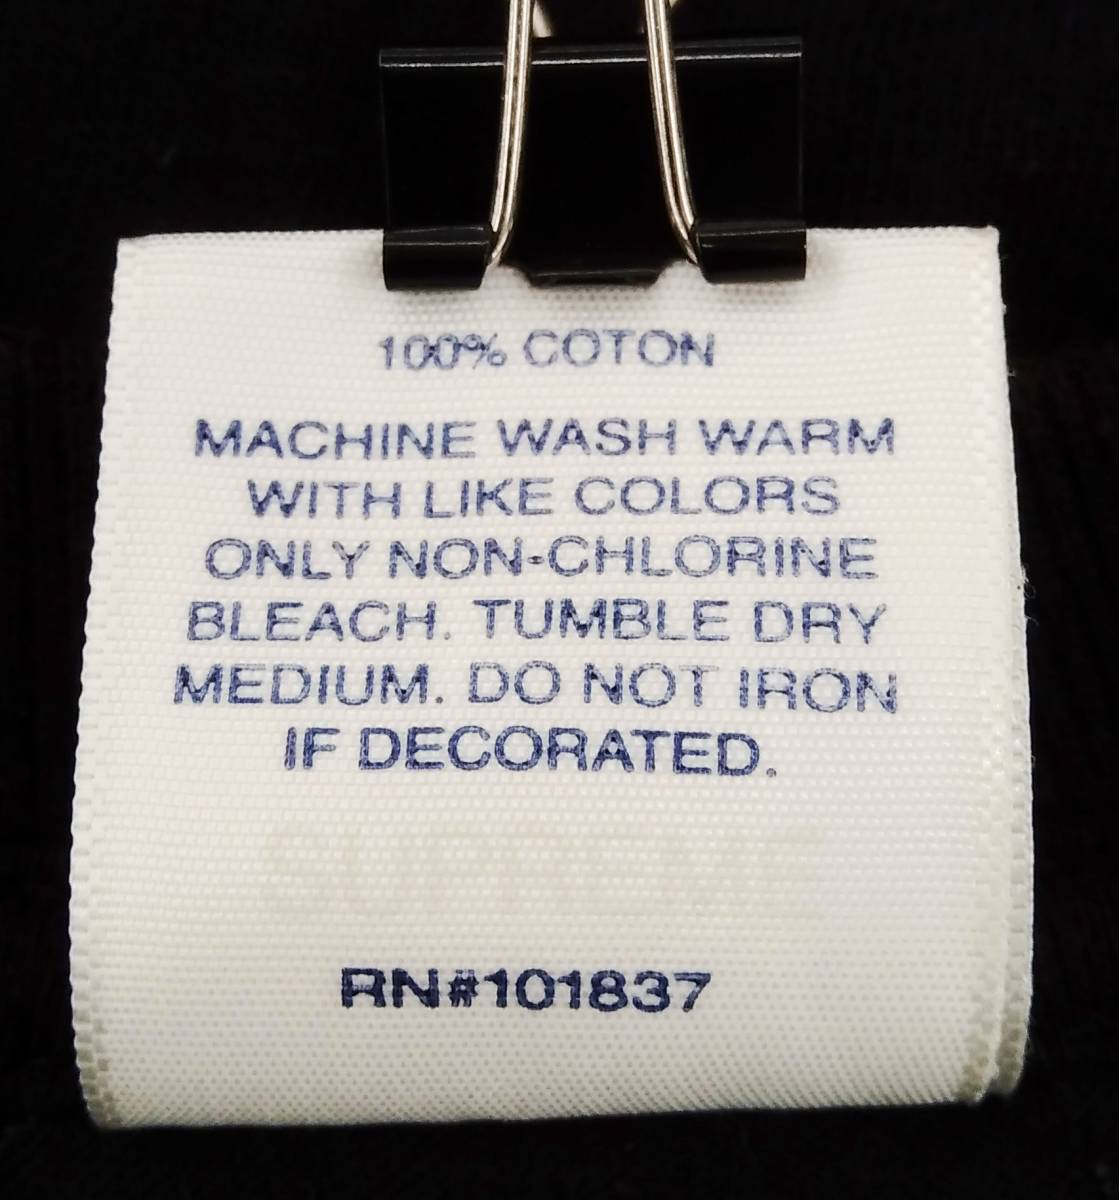 100% COTON
MACHINE WASH WARM
WITH LIKE COLORS
ONLY NON-CHLORINE
BLEACH. TUMBLE DRY
MEDIUM. DO NOT IRON
IF DECORATED.
RN#101837